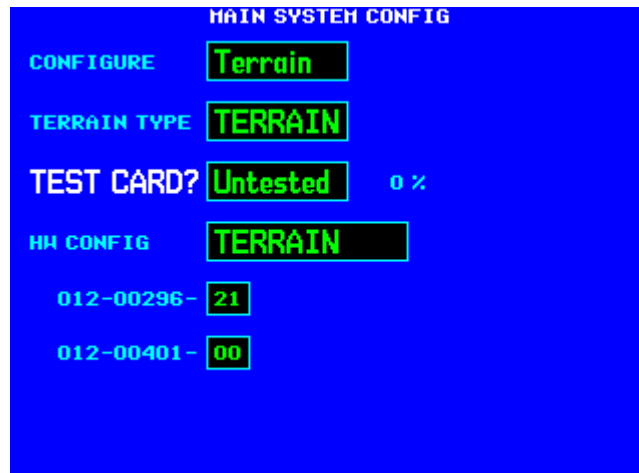 MAIN SYSTEM CONFIG
CONFIGURE Terrain
TERRAIN TYPE TERRAIN
TEST CARD? Untested 0 %
HW CONFIG TERRAIN
012-00296- 21
012-00401- 00